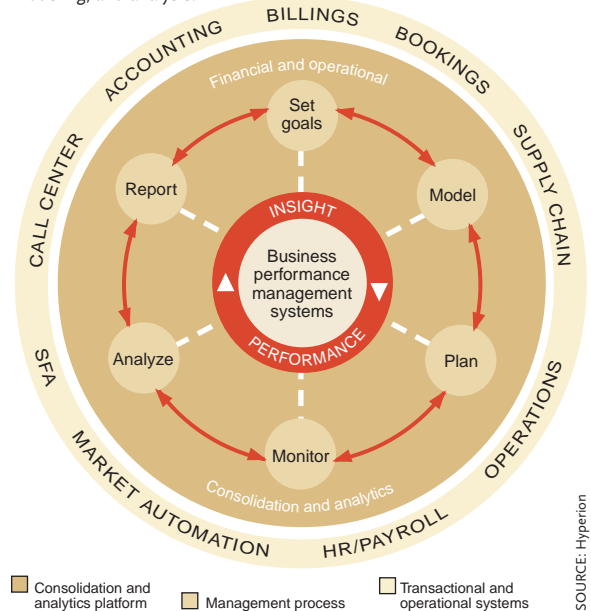 BILLINGS
ACCOUNTING
BOOKINGS
Financial and operational
Set
goals
CALL CENTER
SUPPLY CHAIN
Report
Model
INSIGHT
Business
performance
management
systems
PERFORMANCE
SFA
Analyze
Plan
OPERATIONS
Monitor
Consolidation and analytics
MARKET AUTOMATION
HR/PAYROLL
SOURCE: Hyperion
Consolidation and
analytics platform
Management process
Transactional and
operational systems